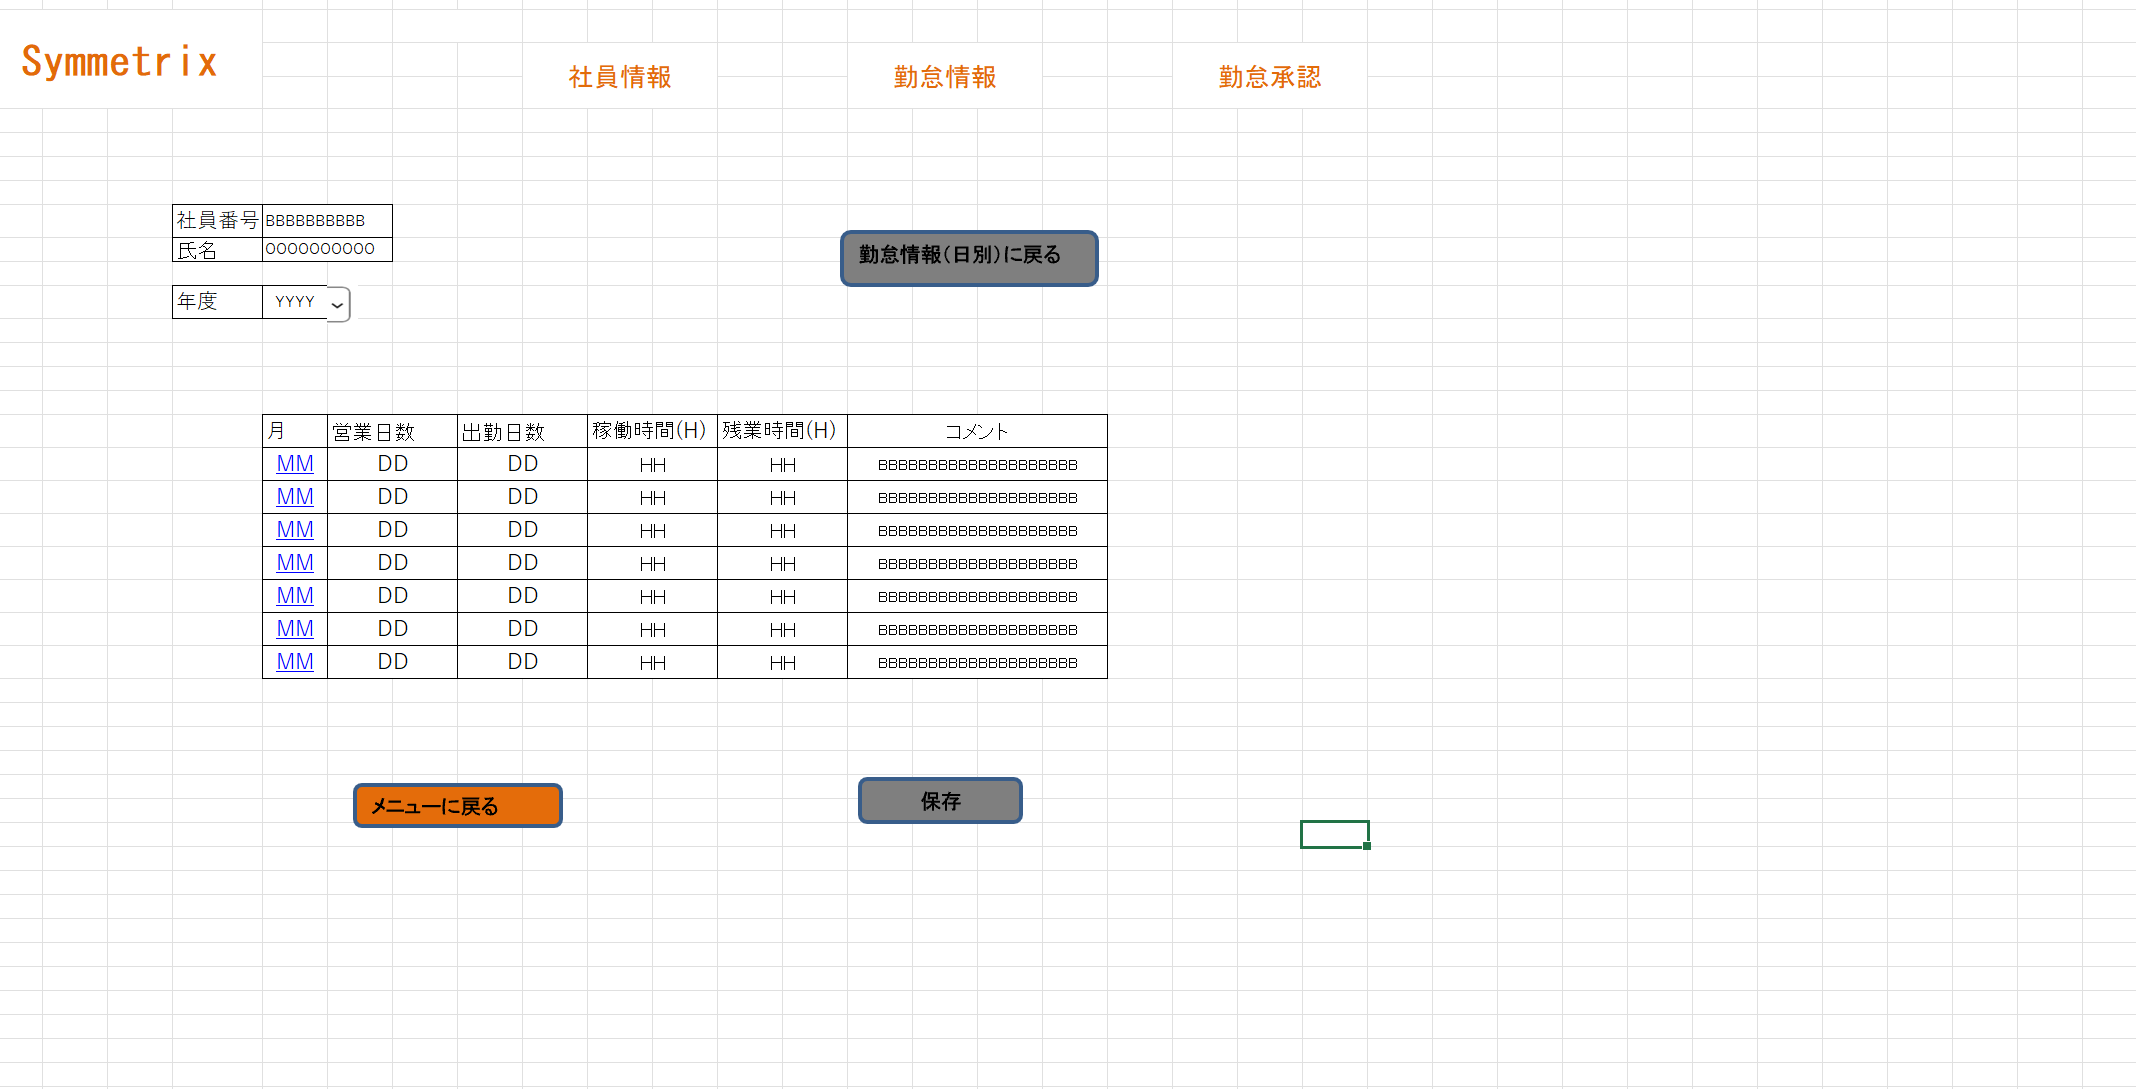 Symmetrix
社員情報 勤怠情報 勤怠承認
社員番号 BBBBBBBBBB
氏名 OOOOOOOOOO
勤怠情報(日別)に戻る
年度 YYYY
月 営業日数 出勤日数 稼働時間(H) 残業時間(H) コメント
MM DD DD HH HH BBBBBBBBBBBBBBBBBBBB
MM DD DD HH HH BBBBBBBBBBBBBBBBBBBB
MM DD DD HH HH BBBBBBBBBBBBBBBBBBBB
MM DD DD HH HH BBBBBBBBBBBBBBBBBBBB
MM DD DD HH HH BBBBBBBBBBBBBBBBBBBB
MM DD DD HH HH BBBBBBBBBBBBBBBBBBBB
MM DD DD HH HH BBBBBBBBBBBBBBBBBBBB
メニューに戻る 保存